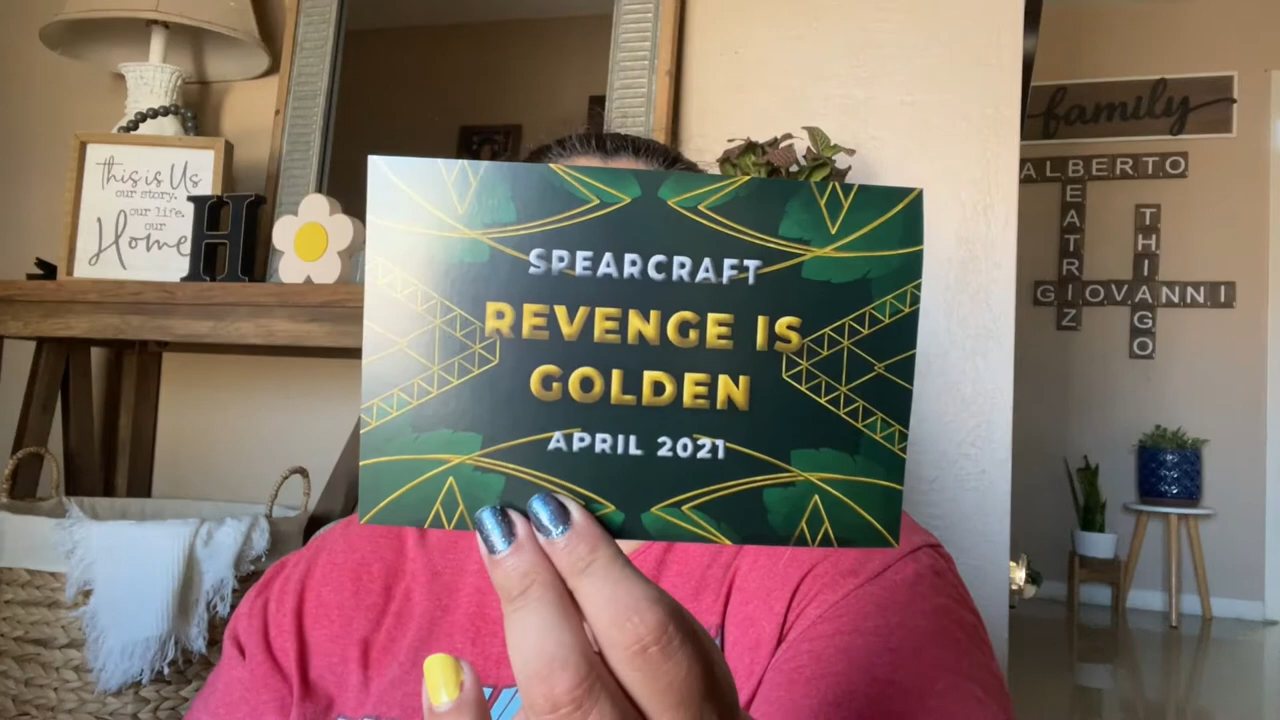 This is Us
our story.
our life.
our
Home
H
SPEARCRAFT
REVENGE IS
GOLDEN
APRIL 2021
family
ALBERTO
BEATRIZ
THIAGO
GIOVANNI